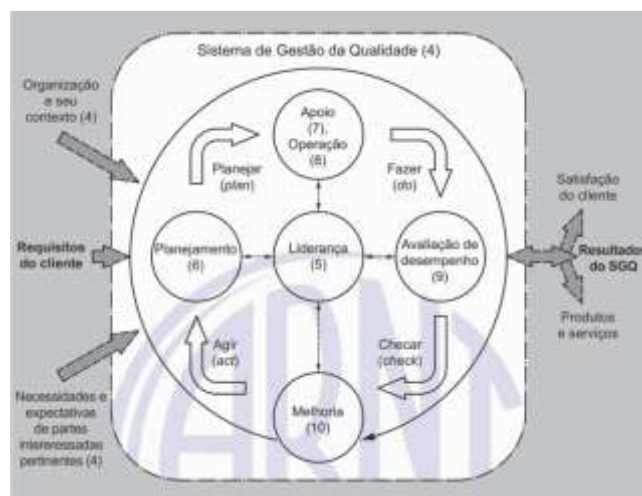 Sistema de Gestão da Qualidade (4)
Organização
e seu
contexto (4)
Apoio
(7),
Operação
(8)
Planejar
(plan)
Fazer
(do)
Satisfação
do cliente
Requisitos
do cliente
Planejamento
(6)
Liderança
(5)
Avaliação de
desempenho
(9)
Resultados
do SGQ
Agir
(act)
Checar
(check)
Produtos
e serviços
Necessidades e
expectativas
de partes
intereressadas
pertinentes (4)
Melhoria
(10)